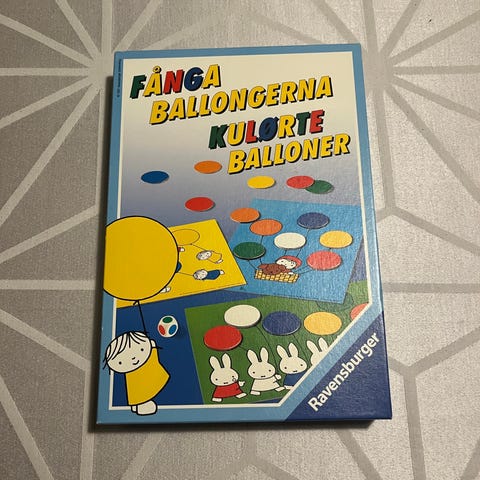 FÅNGA
BALLONGERNA
KULØRTE
BALLONER
Ravensburger